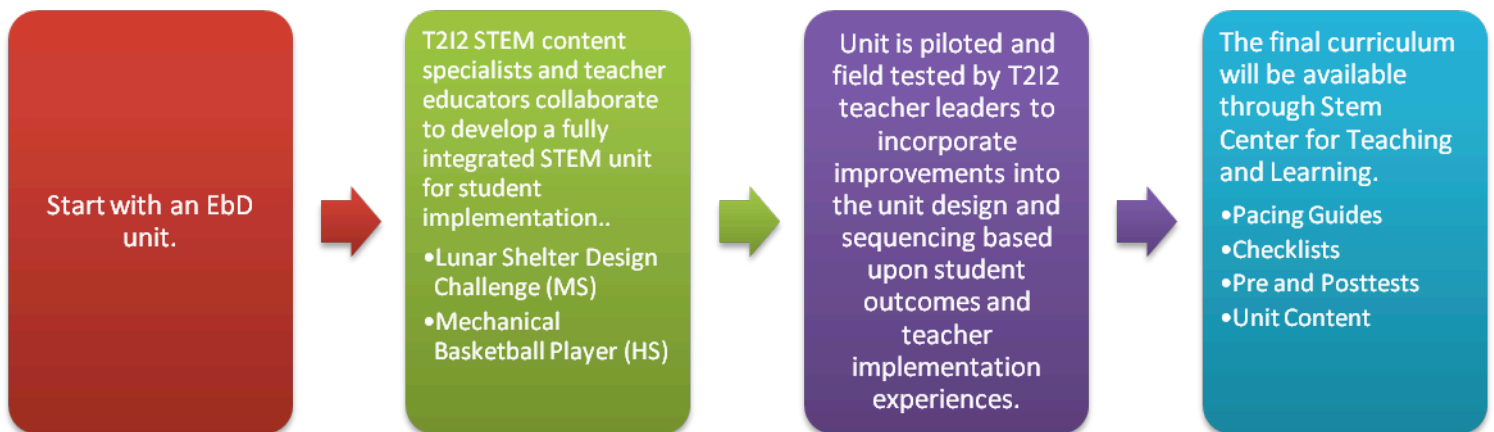 Start with an EbD
unit.
T2I2 STEM content
specialists and teacher
educators collaborate
to develop a fully
integrated STEM unit
for student
implementation..
•Lunar Shelter Design
Challenge (MS)
•Mechanical
Basketball Player (HS)
Unit is piloted and
field tested by T2I2
teacher leaders to
incorporate
improvements into
the unit design and
sequencing based
upon student
outcomes and
teacher
implementation
experiences.
The final curriculum
will be available
through Stem
Center for Teaching
and Learning.
•Pacing Guides
•Checklists
•Pre and Posttests
•Unit Content